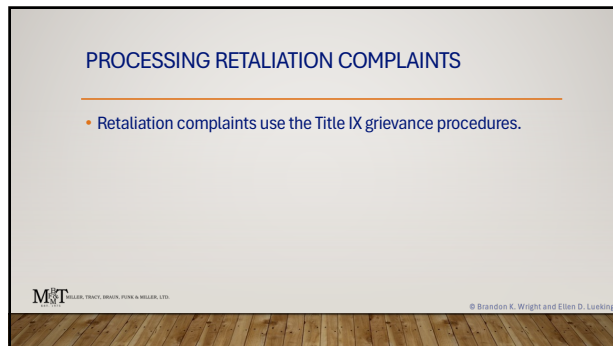 PROCESSING RETALIATION COMPLAINTS
• Retaliation complaints use the Title IX grievance procedures.
MILLER, TRACY, BRAUN, FUNK & MILLER, LTD.
© Brandon K. Wright and Ellen D. Lueking